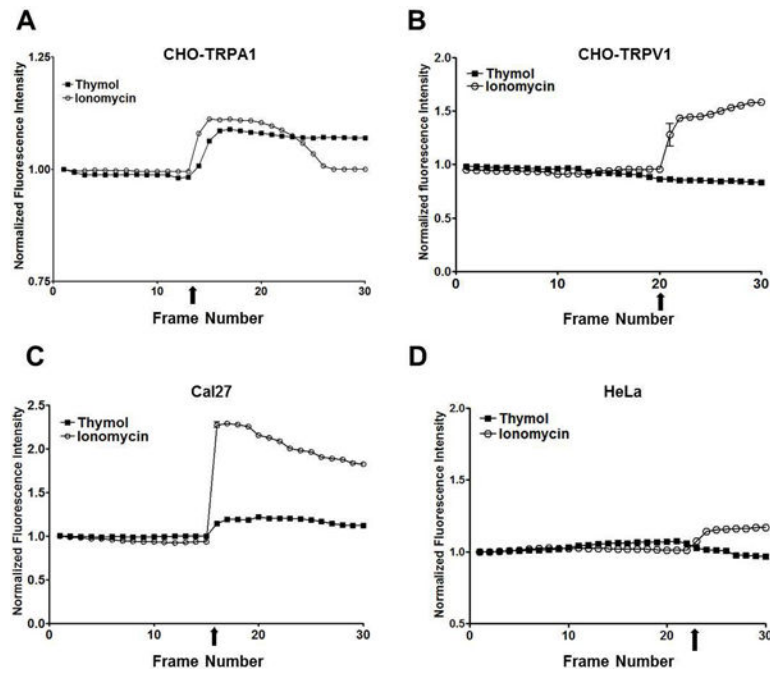 A
CHO-TRPA1
Normalized Fluorescence Intensity
1.25
1.00
0.75
Thymol
Ionomycin
0 10 20 30
Frame Number
B
CHO-TRPV1
Normalized fluorescence Intensity
2.0
1.5
1.0
0.5
0.0
Thymol
Ionomycin
0 10 20 30
Frame Number
C
Cal27
Normalized Fluorescence Intensity
2.5
2.0
1.5
1.0
0.5
0.0
Thymol
Ionomycin
0 10 20 30
Frame Number
D
HeLa
Normalized Fluorescence Intensity
2.0
1.5
1.0
0.5
Thymol
Ionomycin
0 10 20 30
Frame Number